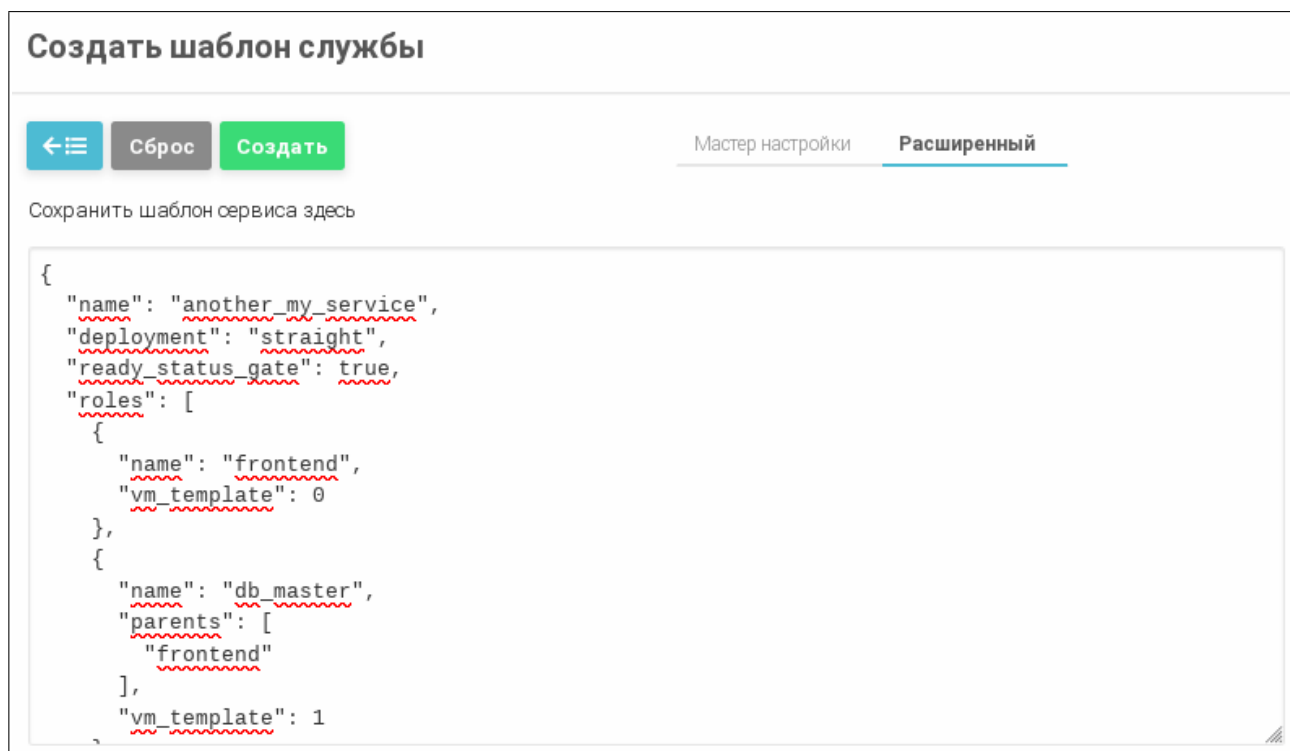 Создать шаблон службы
Сброс
Создать
Мастер настройки
Расширенный
Сохранить шаблон сервиса здесь
{
  "name": "another_my_service",
  "deployment": "straight",
  "ready_status_gate": true,
  "roles": [
    {
      "name": "frontend",
      "vm_template": 0
    },
    {
      "name": "db_master",
      "parents": [
        "frontend"
      ],
      "vm_template": 1